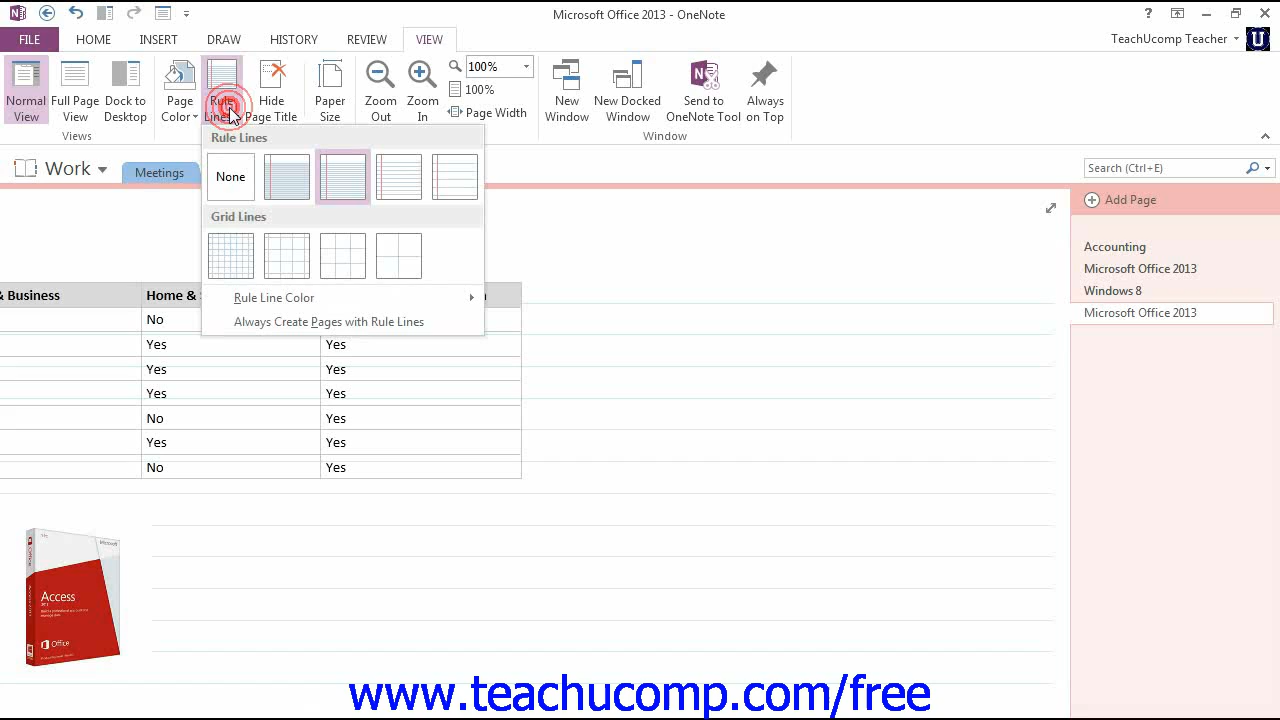 Microsoft Office 2013 - OneNote
FILE HOME INSERT DRAW HISTORY REVIEW VIEW
TeachUcomp Teacher
Normal View
Full Page View
Dock to Desktop
Page Color
Rule Lines
Hide Page Title
Paper Size
Zoom Out
Zoom In
100%
100%
Page Width
New Window
New Docked Window
Send to OneNote Tool
Always on Top
Views
Window
Rule Lines
None
Grid Lines
Rule Line Color
Always Create Pages with Rule Lines
Work
Meetings
Search (Ctrl+E)
Add Page
Accounting
Microsoft Office 2013
Windows 8
Microsoft Office 2013
& Business Home &
No
Yes Yes
Yes Yes
Yes Yes
No Yes
Yes Yes
No Yes
Microsoft
Office
Access
Office
www.teachucomp.com/free